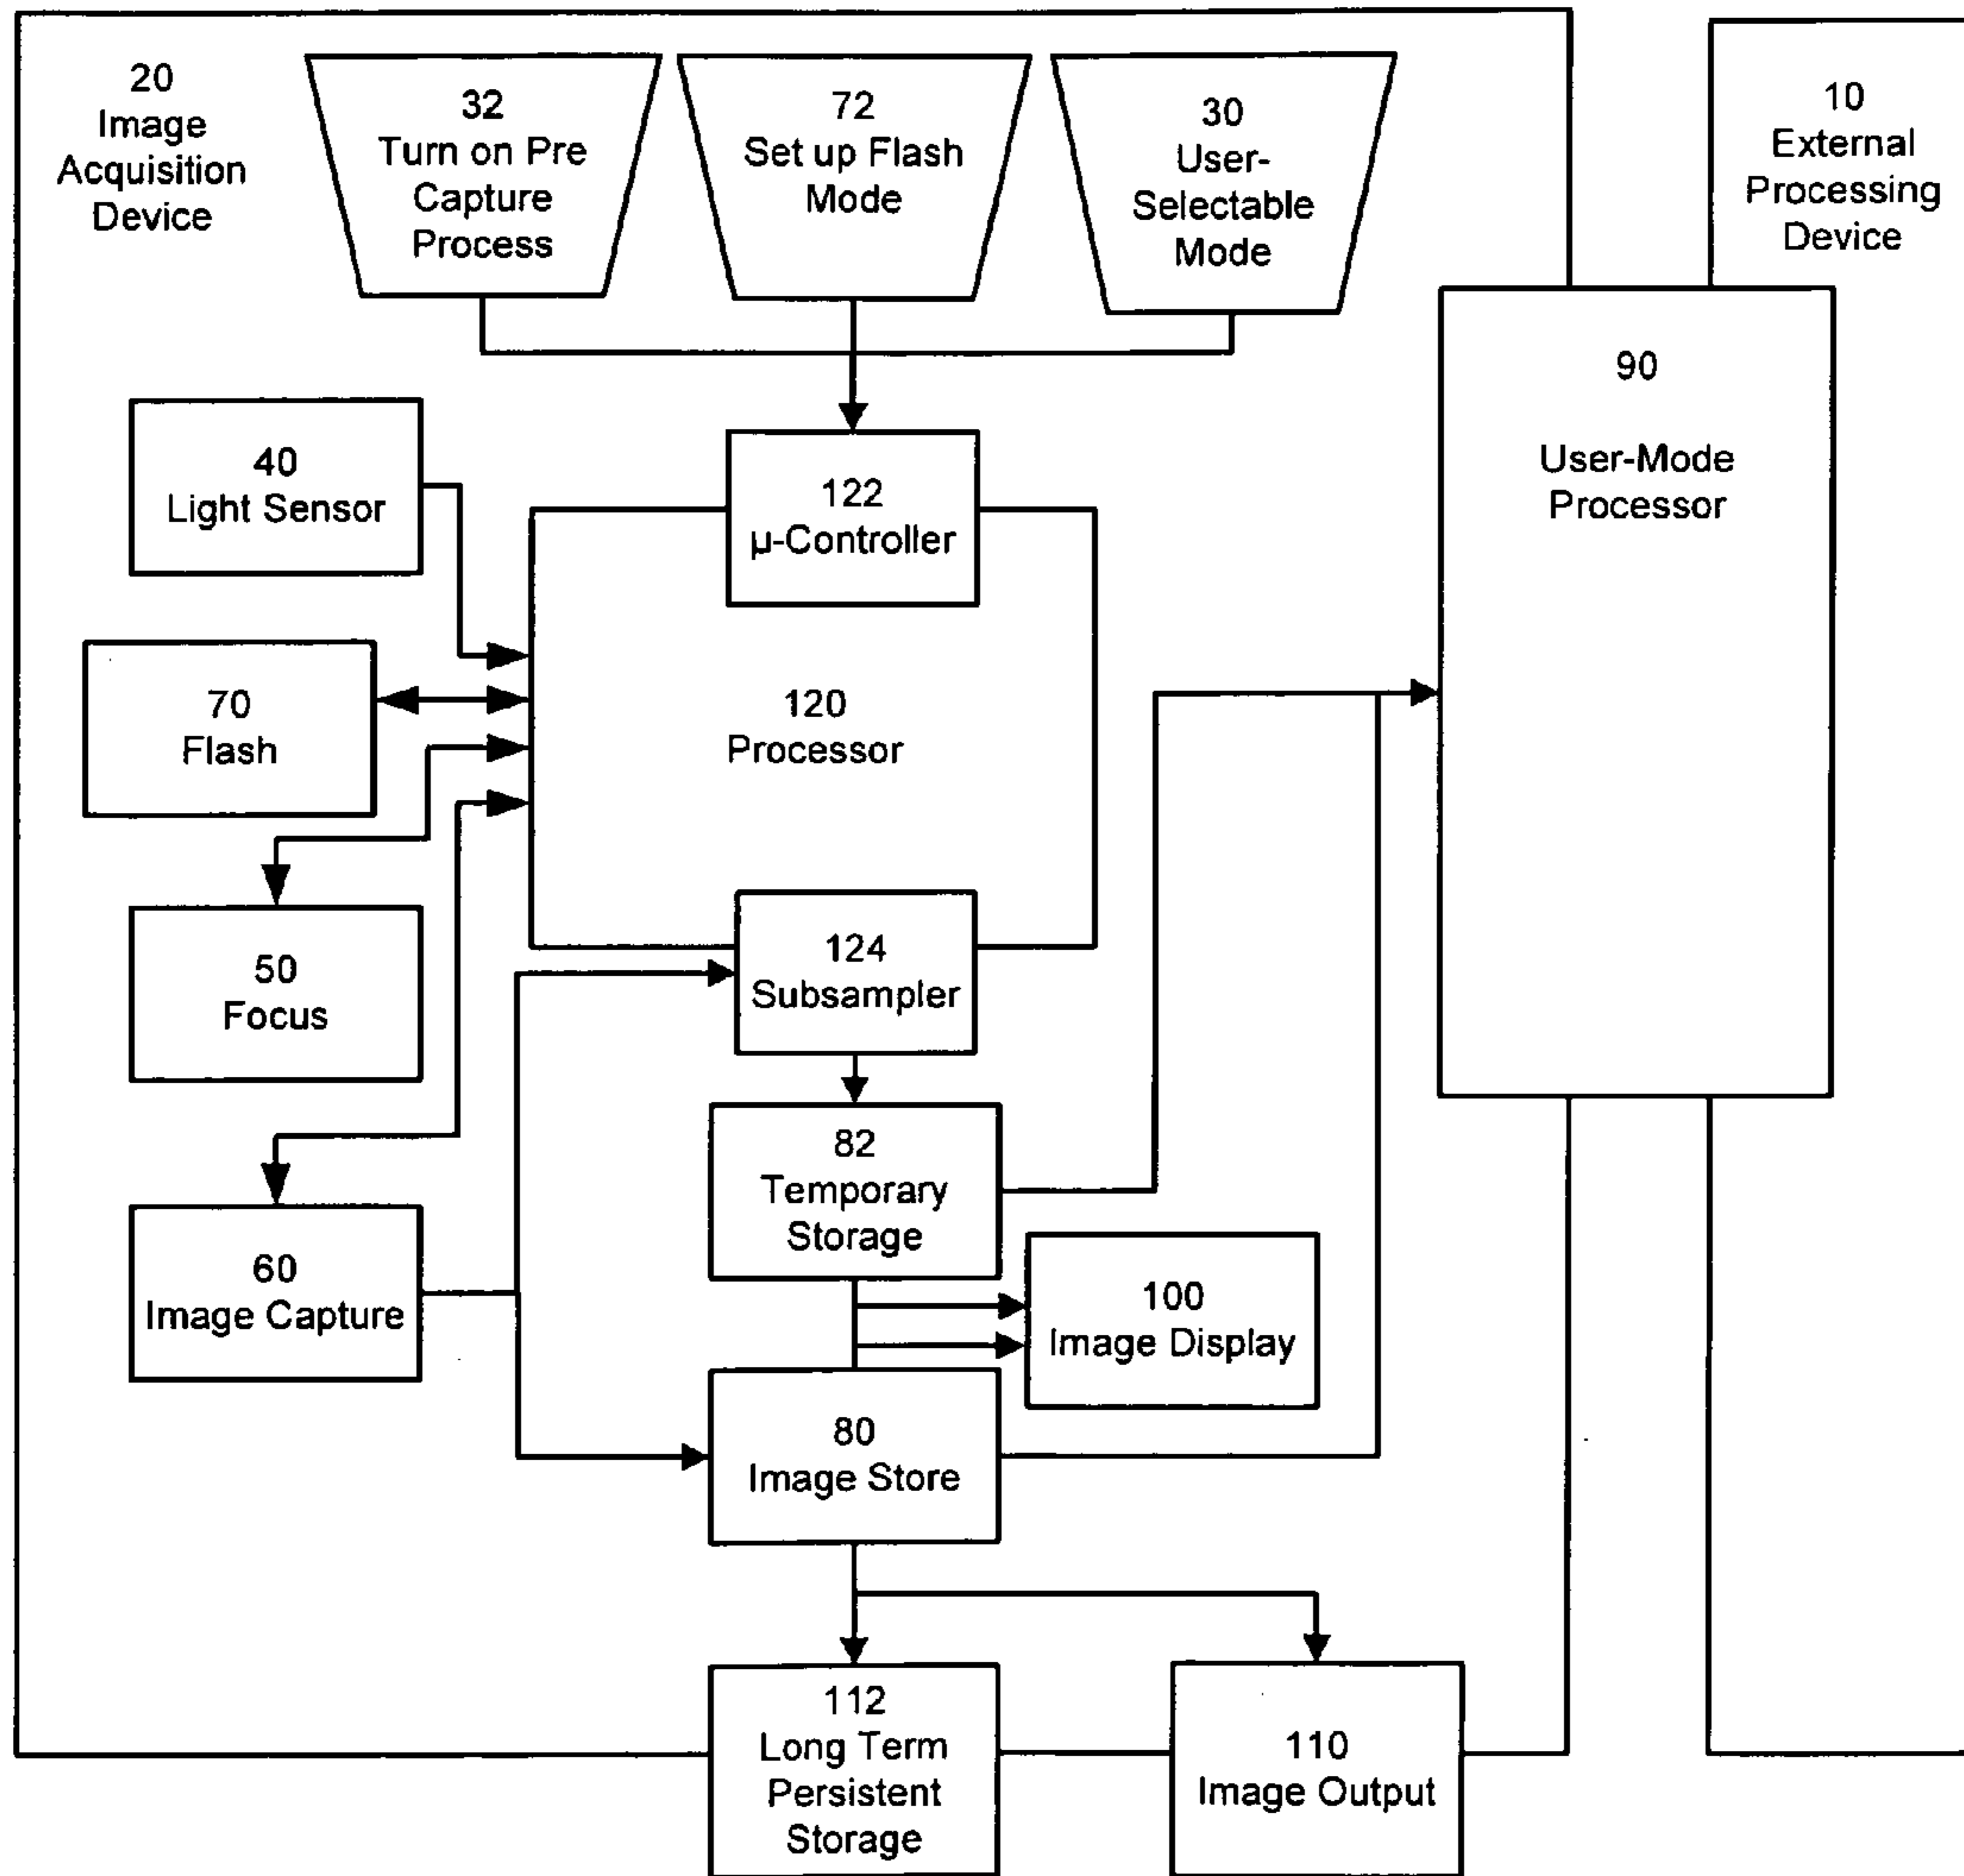 20
Image
Acquisition
Device
32
Turn on Pre
Capture
Process
72
Set up Flash
Mode
30
User-
Selectable
Mode
10
External
Processing
Device
90
User-Mode
Processor
40
Light Sensor
122
µ-Controller
70
Flash
120
Processor
50
Focus
124
Subsampler
82
Temporary
Storage
60
Image Capture
100
Image Display
80
Image Store
112
Long Term
Persistent
Storage
110
Image Output